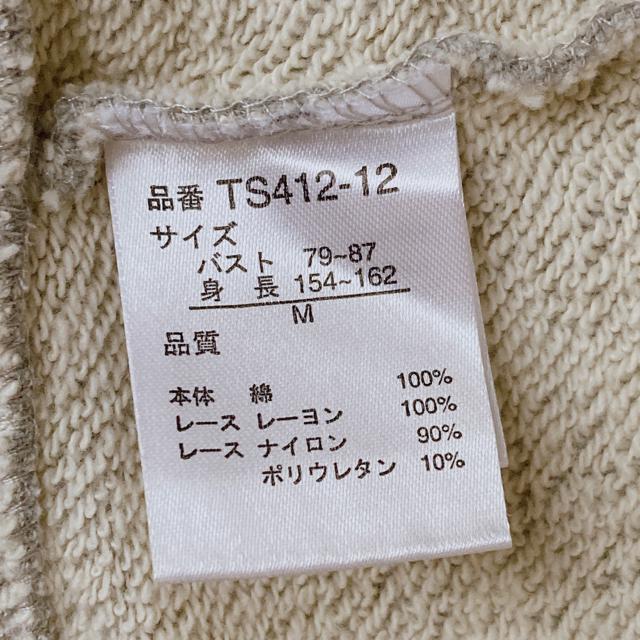 品番 TS412-12
サイズ
バスト 79~87
身長 154~162
M
品質
本体 綿 100%
レース レーヨン 100%
レース ナイロン 90%
ポリウレタン 10%